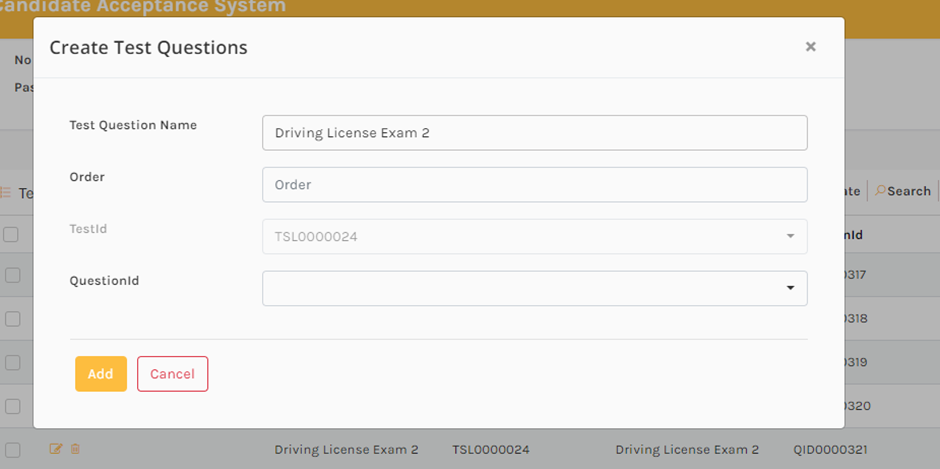 Candidate Acceptance System
Create Test Questions ×
No
Pas
Test Question Name Driving License Exam 2
Order Order
TestId TSL0000024
QuestionId
Add Cancel
Te
ate Search
nId
0317
0318
0319
0320
Driving License Exam 2 TSL0000024 Driving License Exam 2 QID0000321